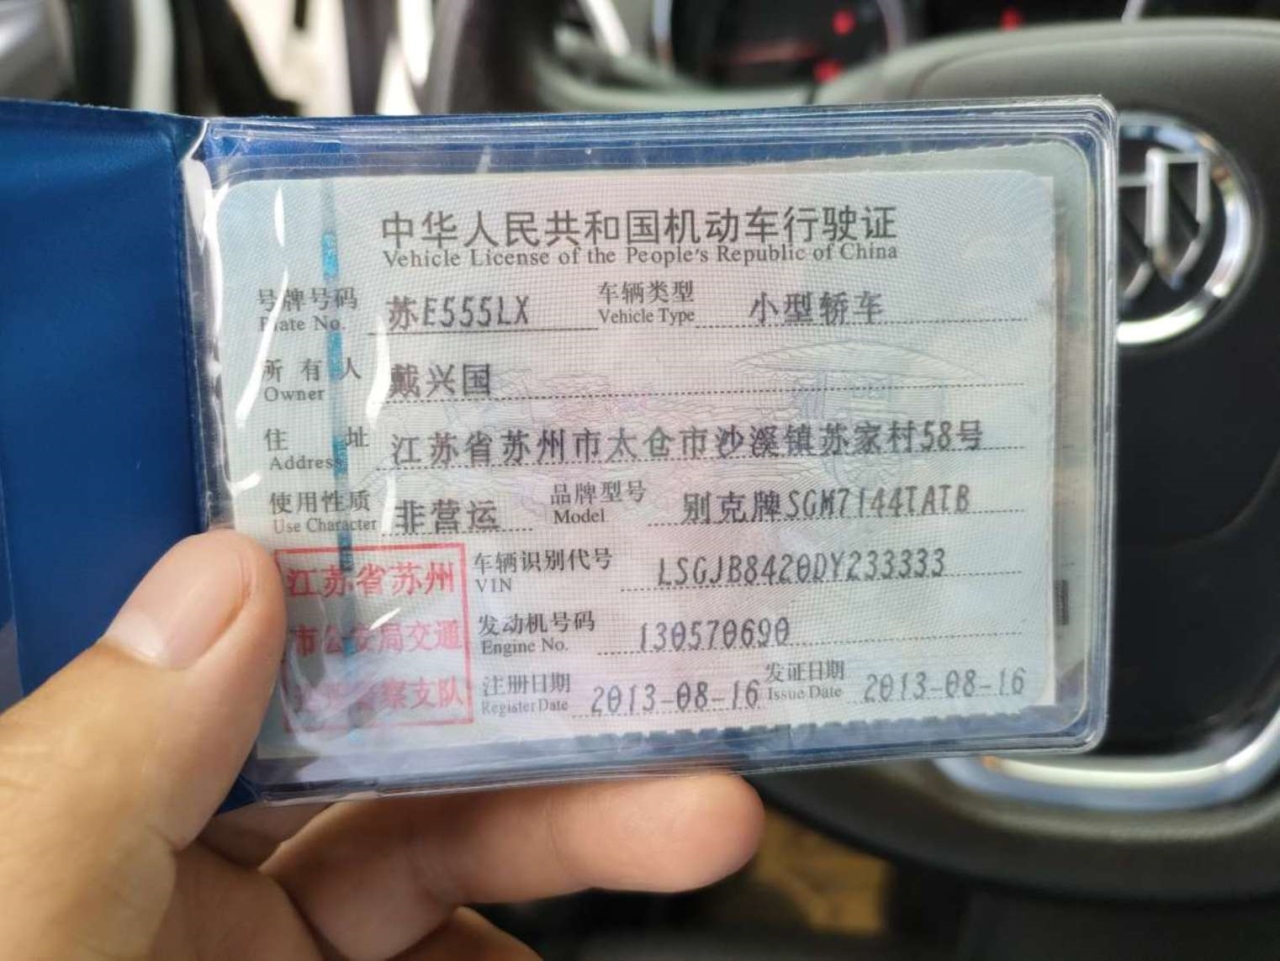 中华人民共和国机动车行驶证
Vehicle License of the People's Republic of China
号牌号码 苏E555LX 车辆类型 小型轿车
Plate No. Vehicle Type
所有人 戴兴国
Owner
住址 江苏省苏州市太仓市沙溪镇苏家村58号
Address
使用性质 非营运 品牌型号 别克牌SGM7144TATB
Use Character Model
江苏省苏州 车辆识别代号 LSGJB8420DY233333
VIN
市公安局交通 发动机号码 130570690
Engine No.
警察支队 注册日期 2013-08-16 发证日期 2013-08-16
Register Date Issue Date